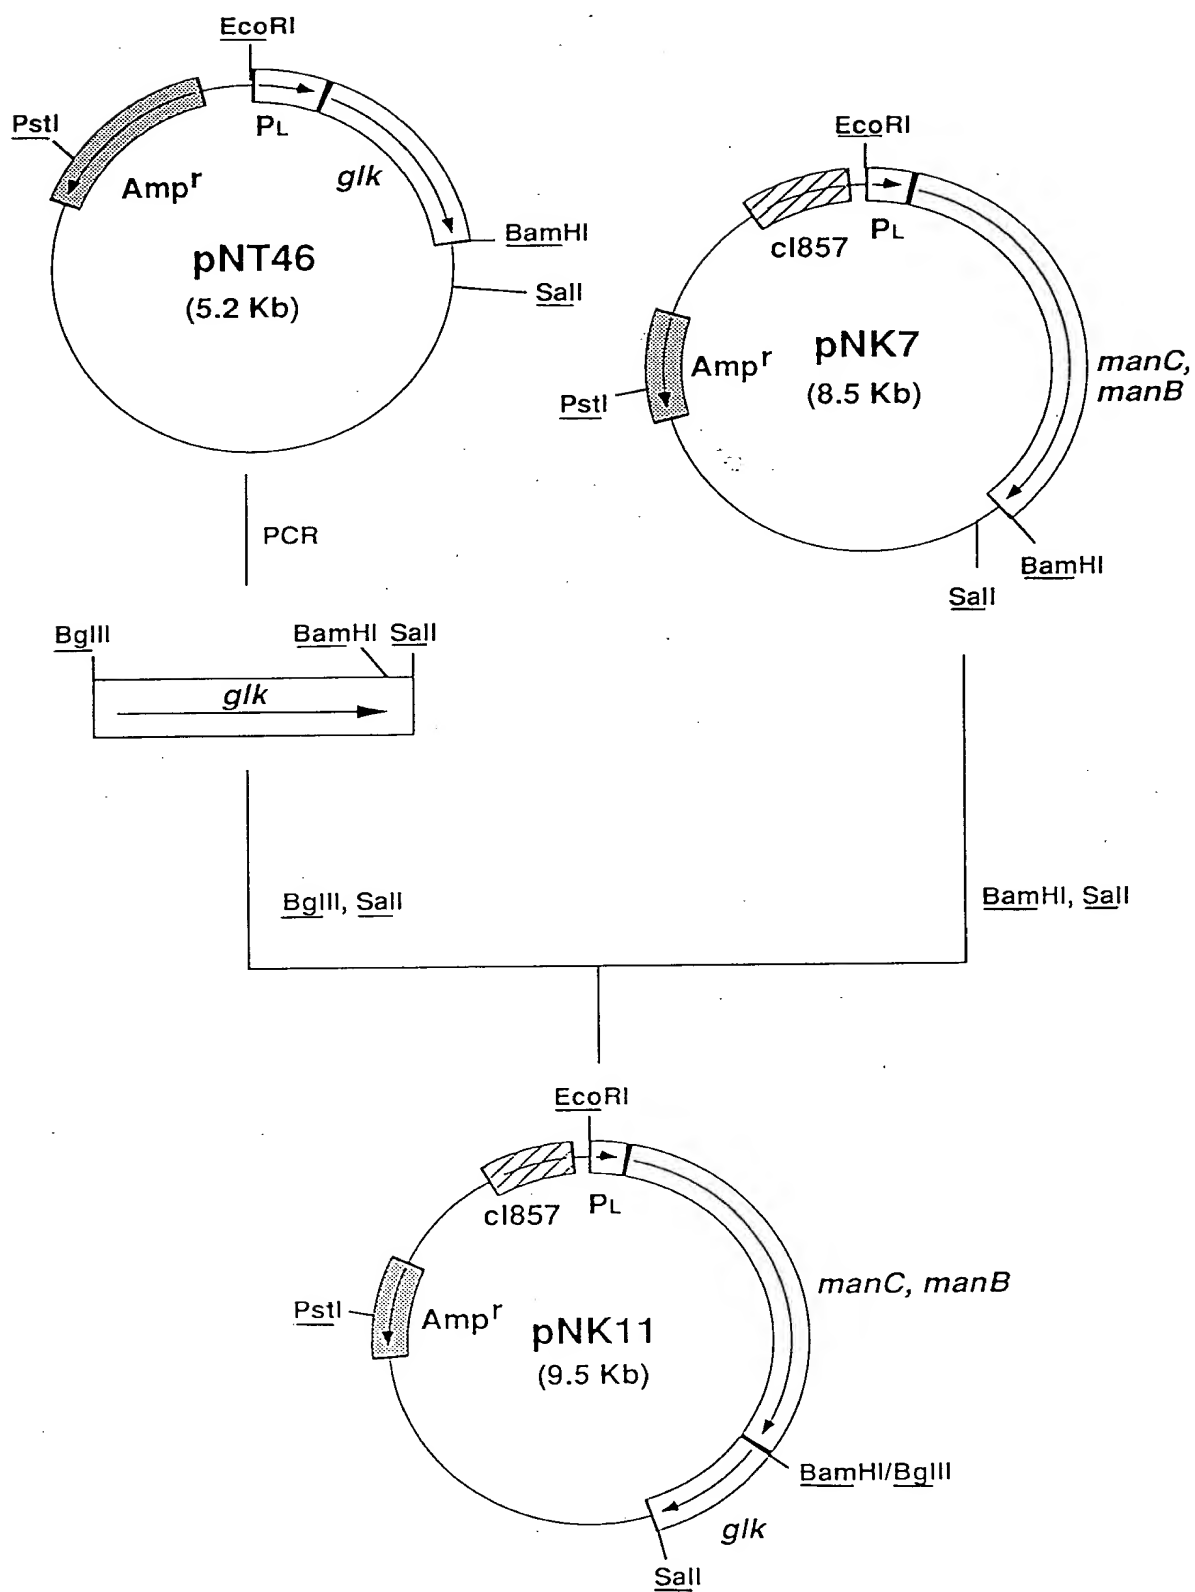 EcoRI
PstI
PL
Ampr
glk
pNT46
(5.2 Kb)
BamHI
SalI
EcoRI
cI857
PL
Ampr
pNK7
(8.5 Kb)
manC,
manB
PstI
BamHI
SalI
PCR
BglII
BamHI SalI
glk
BglII, SalI
BamHI, SalI
EcoRI
cI857
PL
manC, manB
PstI
Ampr
pNK11
(9.5 Kb)
BamHI/BglII
glk
SalI